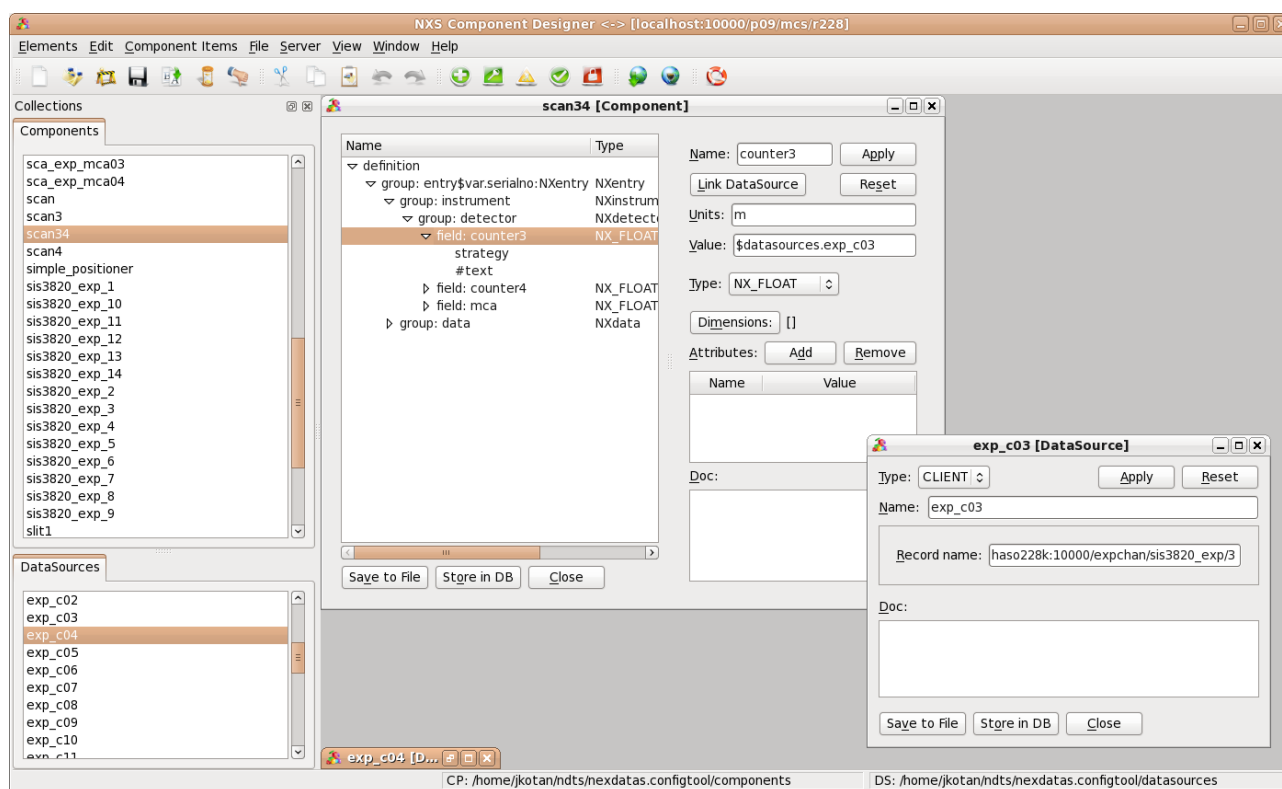 NXS Component Designer <-> [localhost:10000/p09/mcs/r228]
Elements Edit Component Items File Server View Window Help
Collections
Components
sca_exp_mca03
sca_exp_mca04
scan
scan3
scan34
scan4
simple_positioner
sis3820_exp_1
sis3820_exp_10
sis3820_exp_11
sis3820_exp_12
sis3820_exp_13
sis3820_exp_14
sis3820_exp_2
sis3820_exp_3
sis3820_exp_4
sis3820_exp_5
sis3820_exp_6
sis3820_exp_7
sis3820_exp_8
sis3820_exp_9
slit1
DataSources
exp_c02
exp_c03
exp_c04
exp_c05
exp_c06
exp_c07
exp_c08
exp_c09
exp_c10
exp_c11
scan34 [Component]
Name Type
definition
group: entry$var.serialno:NXentry NXentry
group: instrument NXinstrum
group: detector NXdetect
field: counter3 NX_FLOAT
strategy
#text
field: counter4 NX_FLOAT
field: mca NX_FLOAT
group: data NXdata
Save to File Store in DB Close
Name: counter3 Apply
Link DataSource Reset
Units: m
Value: $datasources.exp_c03
Type: NX_FLOAT
Dimensions: []
Attributes: Add Remove
Name Value
Doc:
exp_c03 [DataSource]
Type: CLIENT Apply Reset
Name: exp_c03
Record name: haso228k:10000/expchan/sis3820_exp/3
Doc:
Save to File Store in DB Close
exp_c04 [D...
CP: /home/jkotan/ndts/nexdatas.configtool/components DS: /home/jkotan/ndts/nexdatas.configtool/datasources